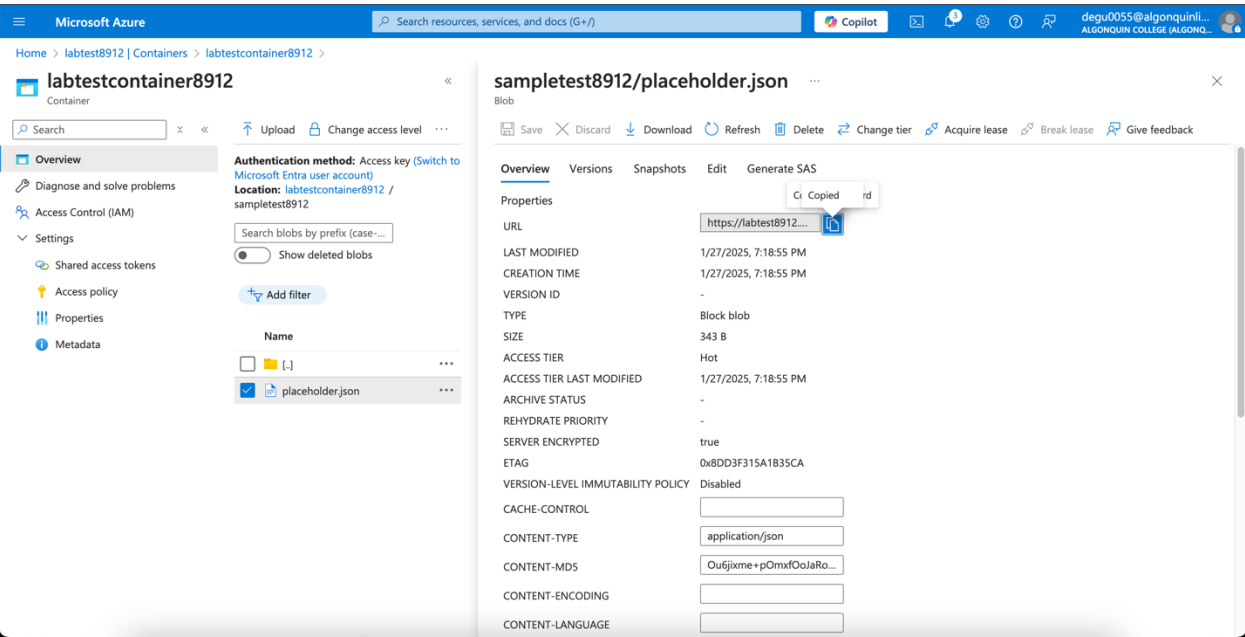 Microsoft Azure
Search resources, services, and docs (G+/)
Copilot
3
degu0055@algonquinli...
ALGONQUIN COLLEGE (ALGONQ...
Home > labtest8912 | Containers > labtestcontainer8912 >
labtestcontainer8912
Container
Search
Overview
Diagnose and solve problems
Access Control (IAM)
Settings
Shared access tokens
Access policy
Properties
Metadata
Upload
Change access level
Authentication method: Access key (Switch to
Microsoft Entra user account)
Location: labtestcontainer8912 /
sampletest8912
Search blobs by prefix (case-...
Show deleted blobs
Add filter
Name
[..]
placeholder.json
sampletest8912/placeholder.json
Blob
Save Discard Download Refresh Delete Change tier Acquire lease Break lease Give feedback
Overview Versions Snapshots Edit Generate SAS
Copied
Properties
URL https://labtest8912....
LAST MODIFIED 1/27/2025, 7:18:55 PM
CREATION TIME 1/27/2025, 7:18:55 PM
VERSION ID -
TYPE Block blob
SIZE 343 B
ACCESS TIER Hot
ACCESS TIER LAST MODIFIED 1/27/2025, 7:18:55 PM
ARCHIVE STATUS -
REHYDRATE PRIORITY -
SERVER ENCRYPTED true
ETAG 0x8DD3F315A1B35CA
VERSION-LEVEL IMMUTABILITY POLICY Disabled
CACHE-CONTROL
CONTENT-TYPE application/json
CONTENT-MD5 Ou6jixme+pOmxfOoJaRo...
CONTENT-ENCODING
CONTENT-LANGUAGE